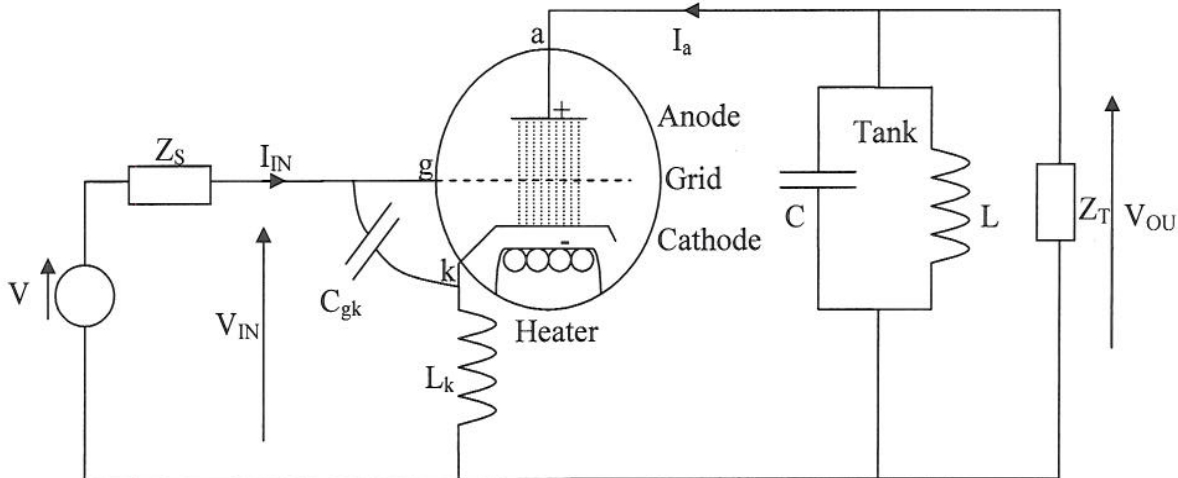 a
I_a
+
Anode
Tank
Z_S
I_IN
g
Grid
C
L
Z_T
V_OU
Cathode
-
k
V
C_gk
V_IN
Heater
L_k